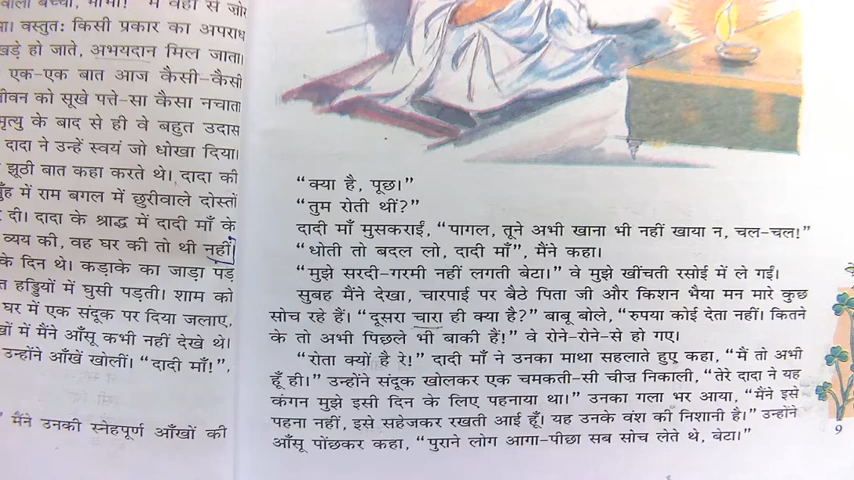 वाला बच्चा, भाभी! मैं वहीं से जोर
वस्तुतः किसी प्रकार का अपराध
खड़े हो जाते, अभयदान मिल जाता।
एक-एक बात आज कैसी-कैसी
जीवन को सूखे पत्ते-सा कैसा नचाता
मृत्यु के बाद से ही वे बहुत उदास
दादा ने उन्हें स्वयं जो धोखा दिया।
झूठी बात कहा करते थे। दादा की
मुँह में राम बगल में छुरीवाले दोस्तों
दी। दादा के श्राद्ध में दादी माँ के
व्यय की, वह घर की तो थी नहीं।
के दिन थे। कड़ाके का जाड़ा पड़
हड्डियों में घुसी पड़ती। शाम को
घर में एक संदूक पर दिया जलाए,
में मैंने आँसू कभी नहीं देखे थे।
उन्होंने आँखें खोलीं। “दादी माँ!”,
मैंने उनकी स्नेहपूर्ण आँखों की
“क्या है, पूछ।”
“तुम रोती थीं?”
दादी माँ मुसकराईं, “पागल, तूने अभी खाना भी नहीं खाया न, चल-चल!”
“धोती तो बदल लो, दादी माँ”, मैंने कहा।
“मुझे सरदी-गरमी नहीं लगती बेटा।” वे मुझे खींचती रसोई में ले गईं।
सुबह मैंने देखा, चारपाई पर बैठे पिता जी और किशन भैया मन मारे कुछ
सोच रहे हैं। “दूसरा चारा ही क्या है?” बाबू बोले, “रुपया कोई देता नहीं। कितने
के तो अभी पिछले भी बाकी हैं!” वे रोने-रोने-से हो गए।
“रोता क्यों है रे!” दादी माँ ने उनका माथा सहलाते हुए कहा, “मैं तो अभी
हूँ ही।” उन्होंने संदूक खोलकर एक चमकती-सी चीज़ निकाली, “तेरे दादा ने यह
कंगन मुझे इसी दिन के लिए पहनाया था।” उनका गला भर आया, “मैंने इसे
पहना नहीं, इसे सहेजकर रखती आई हूँ। यह उनके वंश की निशानी है।” उन्होंने
आँसू पोंछकर कहा, “पुराने लोग आगा-पीछा सब सोच लेते थे, बेटा।”
9